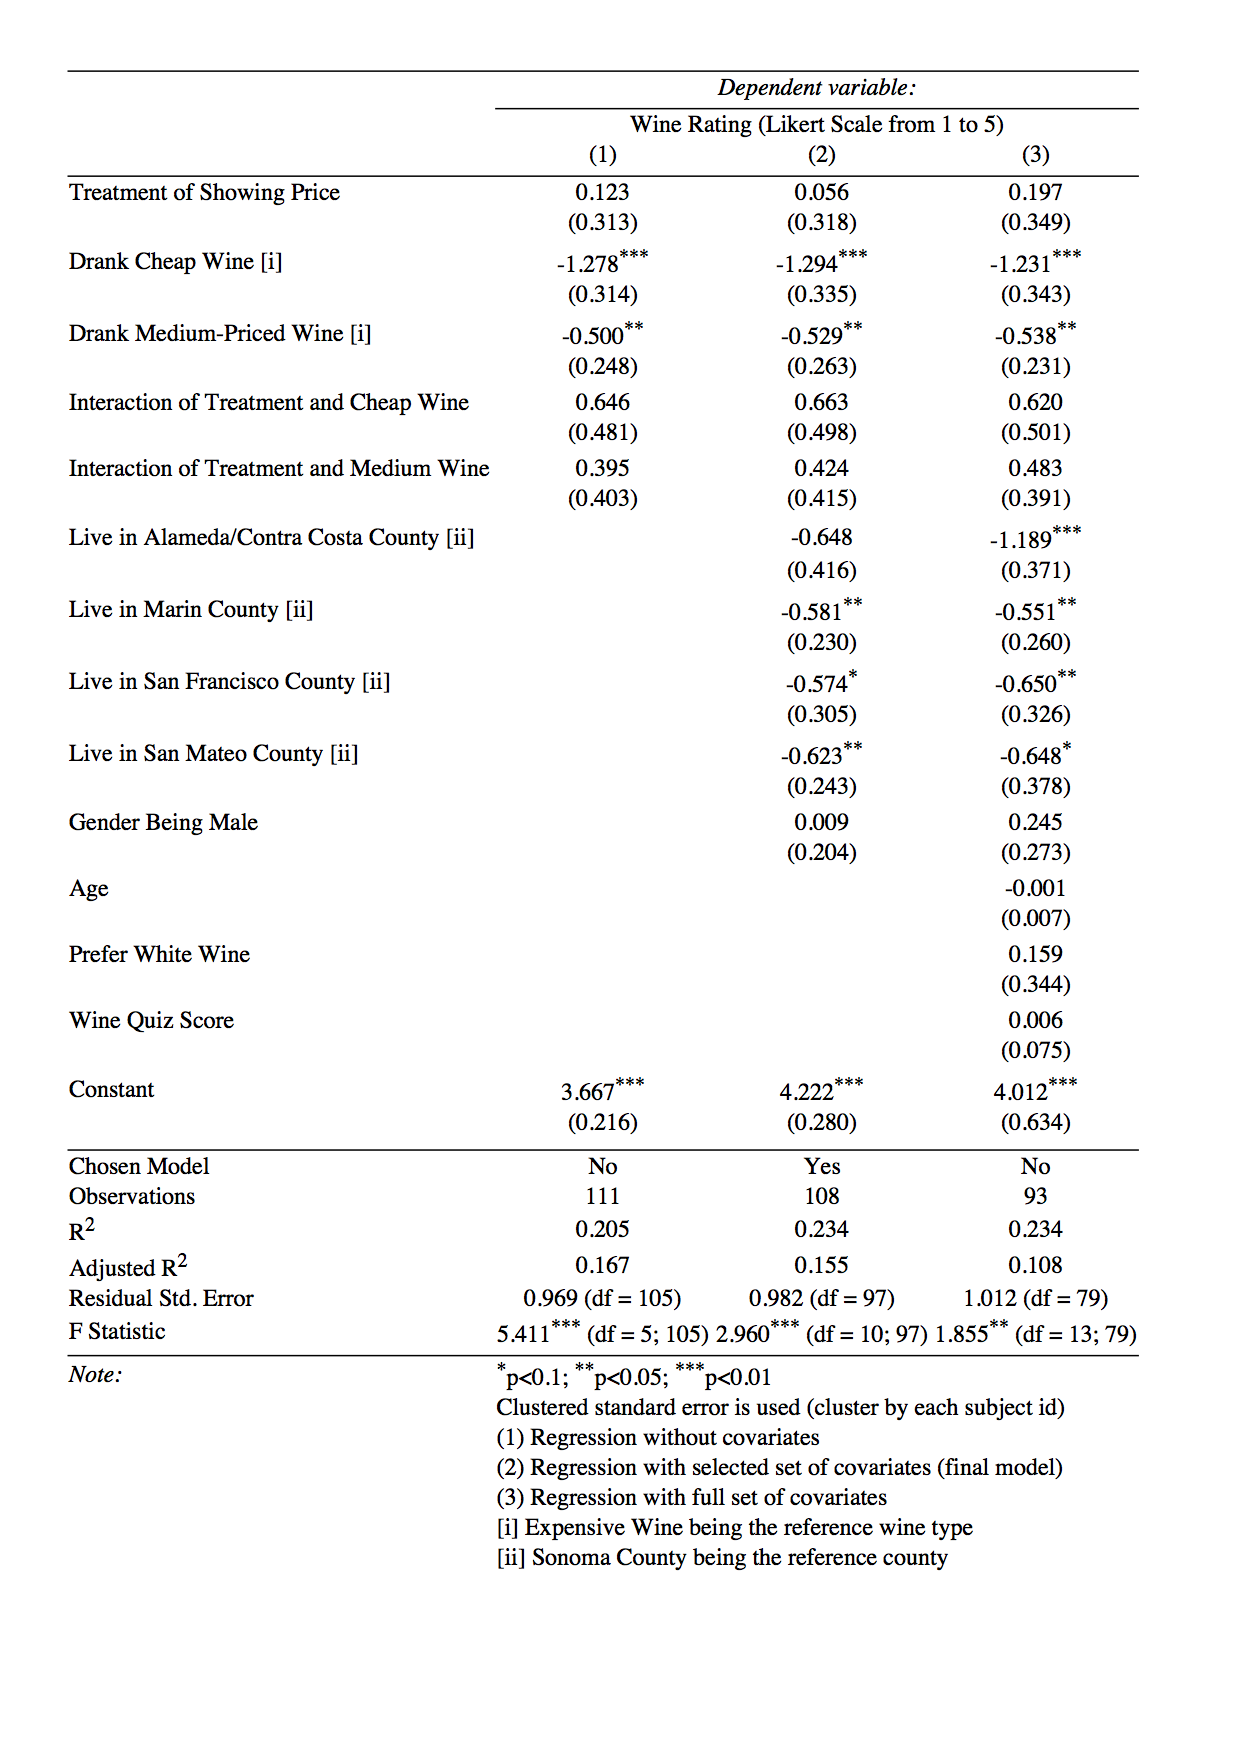 Dependent variable:
Wine Rating (Likert Scale from 1 to 5)
(1) (2) (3)
Treatment of Showing Price 0.123 0.056 0.197
(0.313) (0.318) (0.349)
Drank Cheap Wine [i] -1.278*** -1.294*** -1.231***
(0.314) (0.335) (0.343)
Drank Medium-Priced Wine [i] -0.500** -0.529** -0.538**
(0.248) (0.263) (0.231)
Interaction of Treatment and Cheap Wine 0.646 0.663 0.620
(0.481) (0.498) (0.501)
Interaction of Treatment and Medium Wine 0.395 0.424 0.483
(0.403) (0.415) (0.391)
Live in Alameda/Contra Costa County [ii] -0.648 -1.189***
(0.416) (0.371)
Live in Marin County [ii] -0.581** -0.551**
(0.230) (0.260)
Live in San Francisco County [ii] -0.574* -0.650**
(0.305) (0.326)
Live in San Mateo County [ii] -0.623** -0.648*
(0.243) (0.378)
Gender Being Male 0.009 0.245
(0.204) (0.273)
Age -0.001
(0.007)
Prefer White Wine 0.159
(0.344)
Wine Quiz Score 0.006
(0.075)
Constant 3.667*** 4.222*** 4.012***
(0.216) (0.280) (0.634)
Chosen Model No Yes No
Observations 111 108 93
R2 0.205 0.234 0.234
Adjusted R2 0.167 0.155 0.108
Residual Std. Error 0.969 (df = 105) 0.982 (df = 97) 1.012 (df = 79)
F Statistic 5.411*** (df = 5; 105) 2.960*** (df = 10; 97) 1.855** (df = 13; 79)
Note: *p<0.1; **p<0.05; ***p<0.01
Clustered standard error is used (cluster by each subject id)
(1) Regression without covariates
(2) Regression with selected set of covariates (final model)
(3) Regression with full set of covariates
[i] Expensive Wine being the reference wine type
[ii] Sonoma County being the reference county